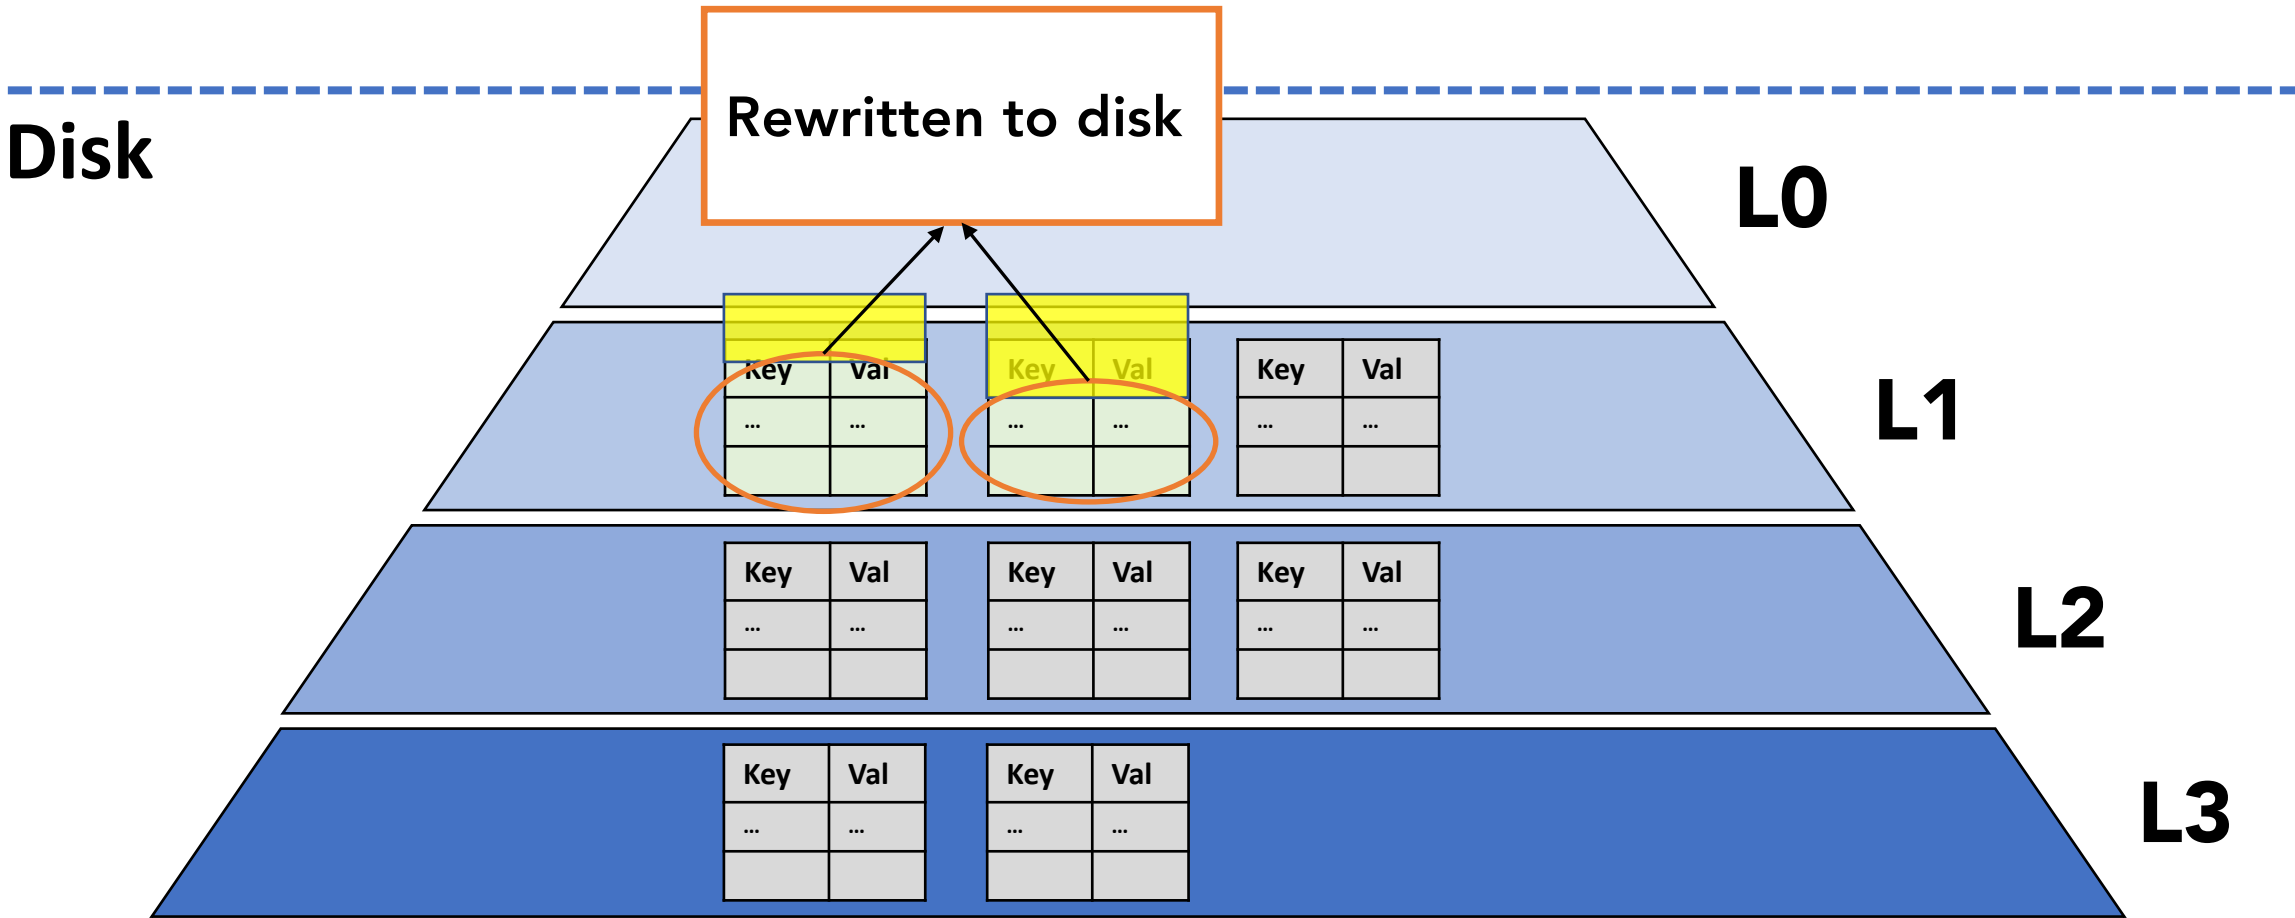 Rewritten to disk
Disk
L0
Key Val Key Val Key Val
... ... ... ... ... ...
L1
Key Val Key Val Key Val
... ... ... ... ... ...
L2
Key Val Key Val
... ... ... ...
L3